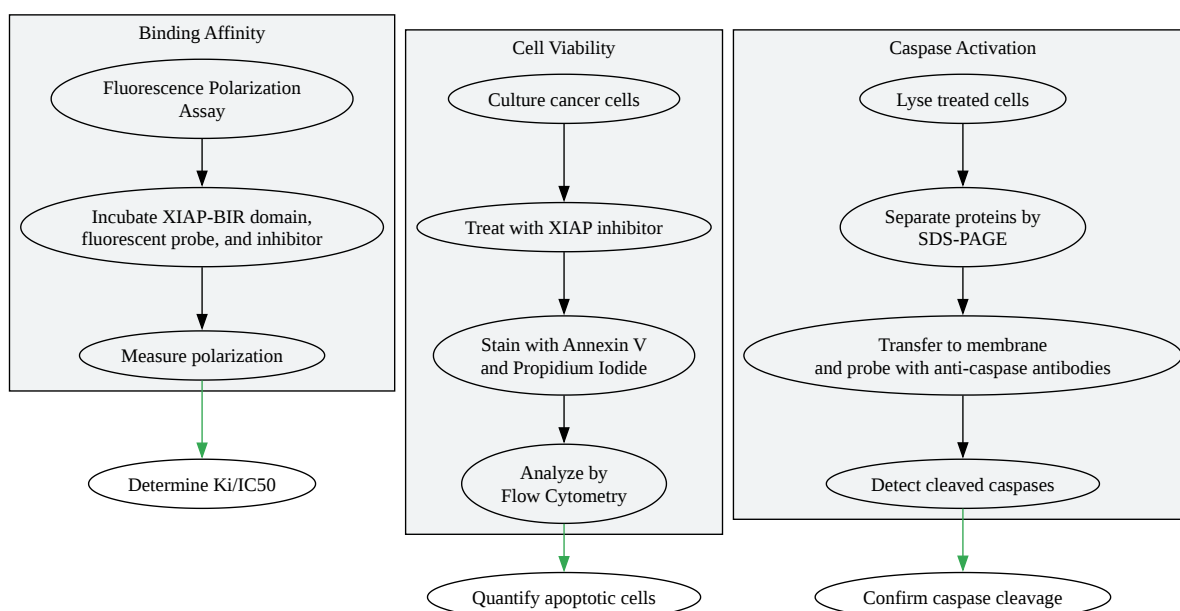 Binding Affinity
Fluorescence Polarization
Assay
Incubate XIAP-BIR domain,
fluorescent probe, and inhibitor
Measure polarization
Determine Ki/IC50
Cell Viability
Culture cancer cells
Treat with XIAP inhibitor
Stain with Annexin V
and Propidium Iodide
Analyze by
Flow Cytometry
Quantify apoptotic cells
Caspase Activation
Lyse treated cells
Separate proteins by
SDS-PAGE
Transfer to membrane
and probe with anti-caspase antibodies
Detect cleaved caspases
Confirm caspase cleavage